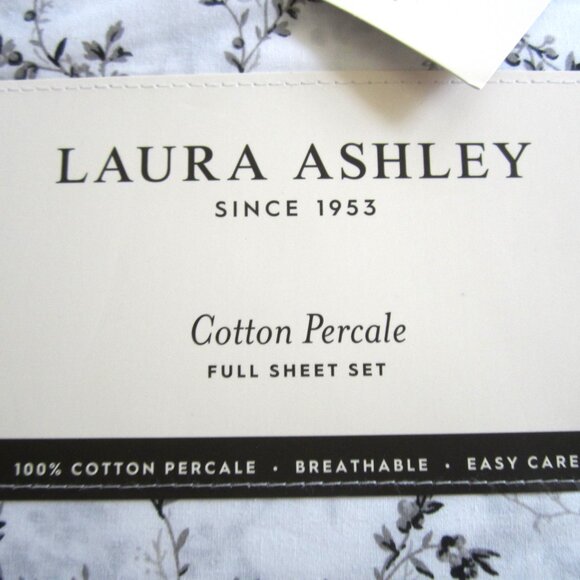 LAURA ASHLEY
SINCE 1953
Cotton Percale
FULL SHEET SET
100% COTTON PERCALE · BREATHABLE · EASY CARE